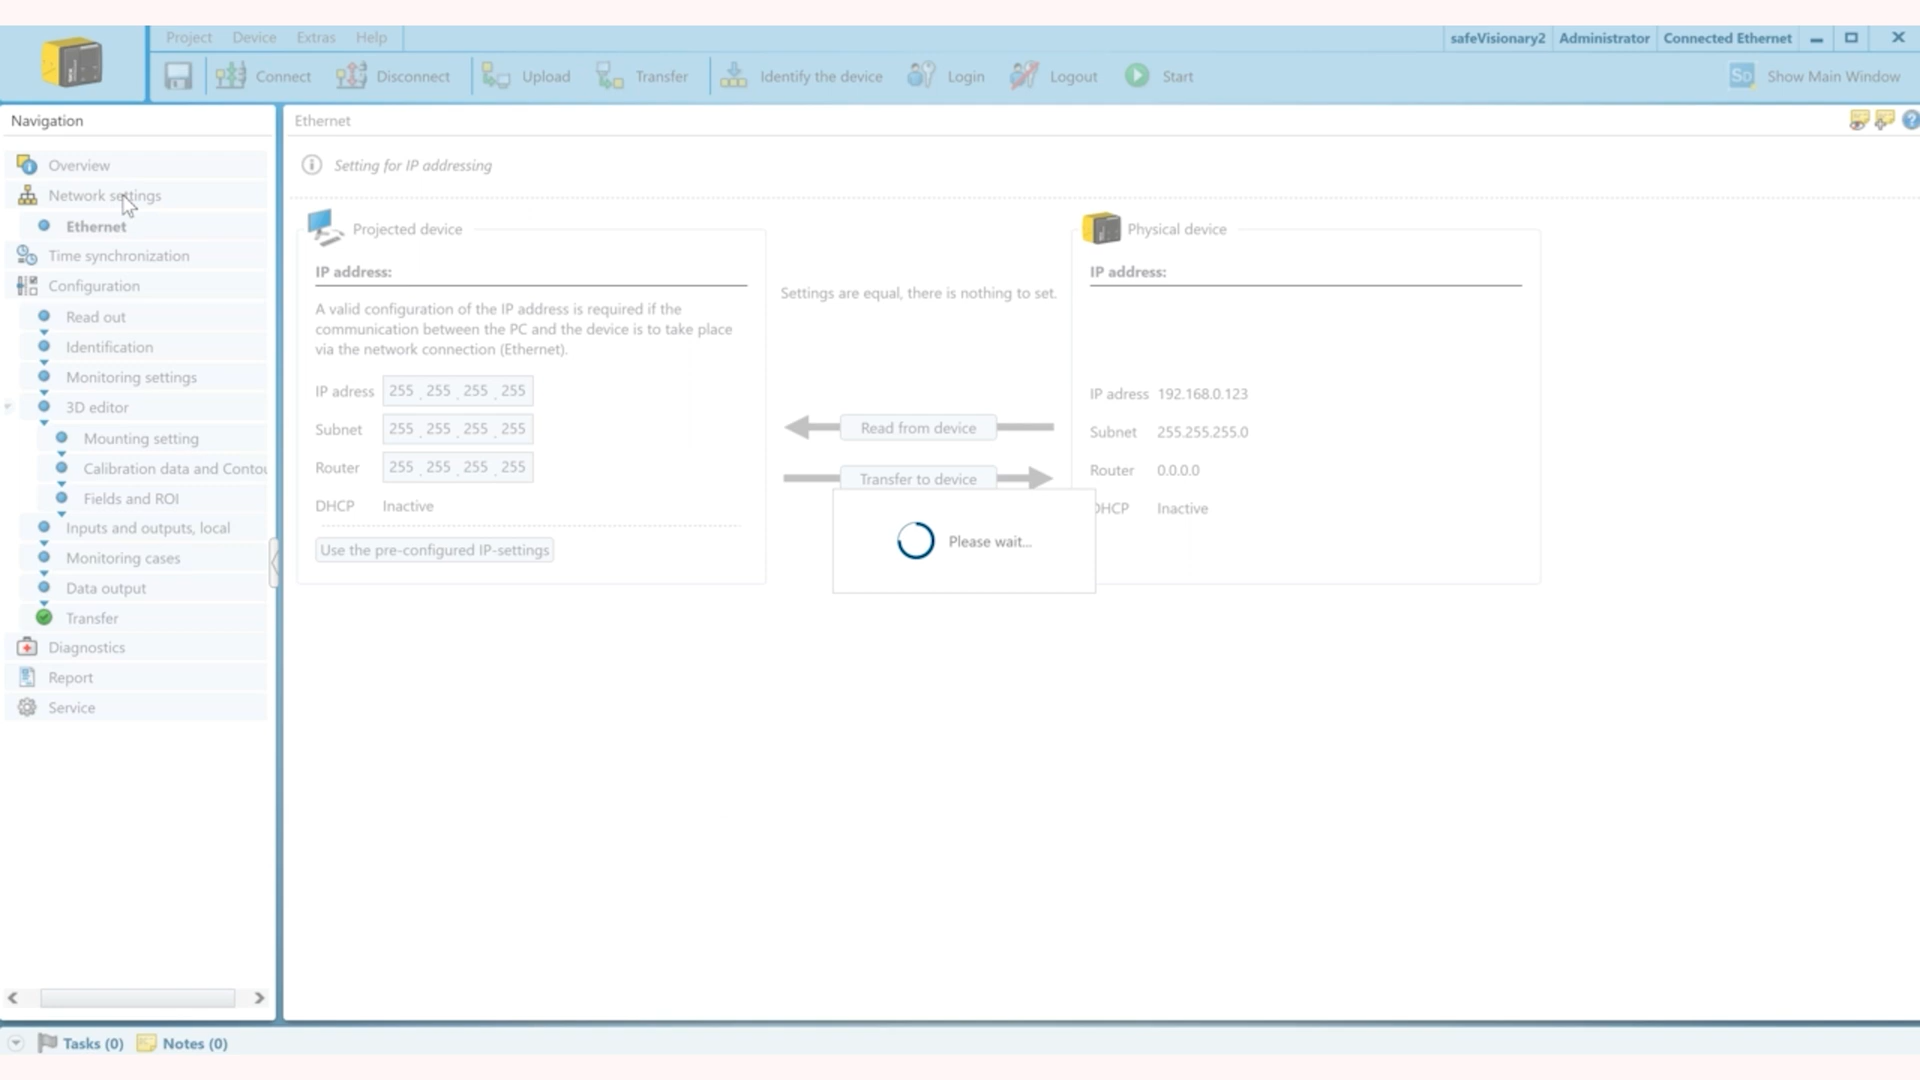 Project Device Extras Help
safeVisionary2 Administrator Connected Ethernet
Connect Disconnect Upload Transfer Identify the device Login Logout Start So Show Main Window
Navigation
Overview
Network settings
Ethernet
Time synchronization
Configuration
Read out
Identification
Monitoring settings
3D editor
Mounting setting
Calibration data and Contou
Fields and ROI
Inputs and outputs, local
Monitoring cases
Data output
Transfer
Diagnostics
Report
Service
Ethernet
Setting for IP addressing
Projected device
IP address:
A valid configuration of the IP address is required if the
communication between the PC and the device is to take place
via the network connection (Ethernet).
IP adress 255 . 255 . 255 . 255
Subnet 255 . 255 . 255 . 255
Router 255 . 255 . 255 . 255
DHCP Inactive
Use the pre-configured IP-settings
Settings are equal, there is nothing to set.
Read from device
Transfer to device
Please wait...
Physical device
IP address:
IP adress 192.168.0.123
Subnet 255.255.255.0
Router 0.0.0.0
DHCP Inactive
Tasks (0) Notes (0)